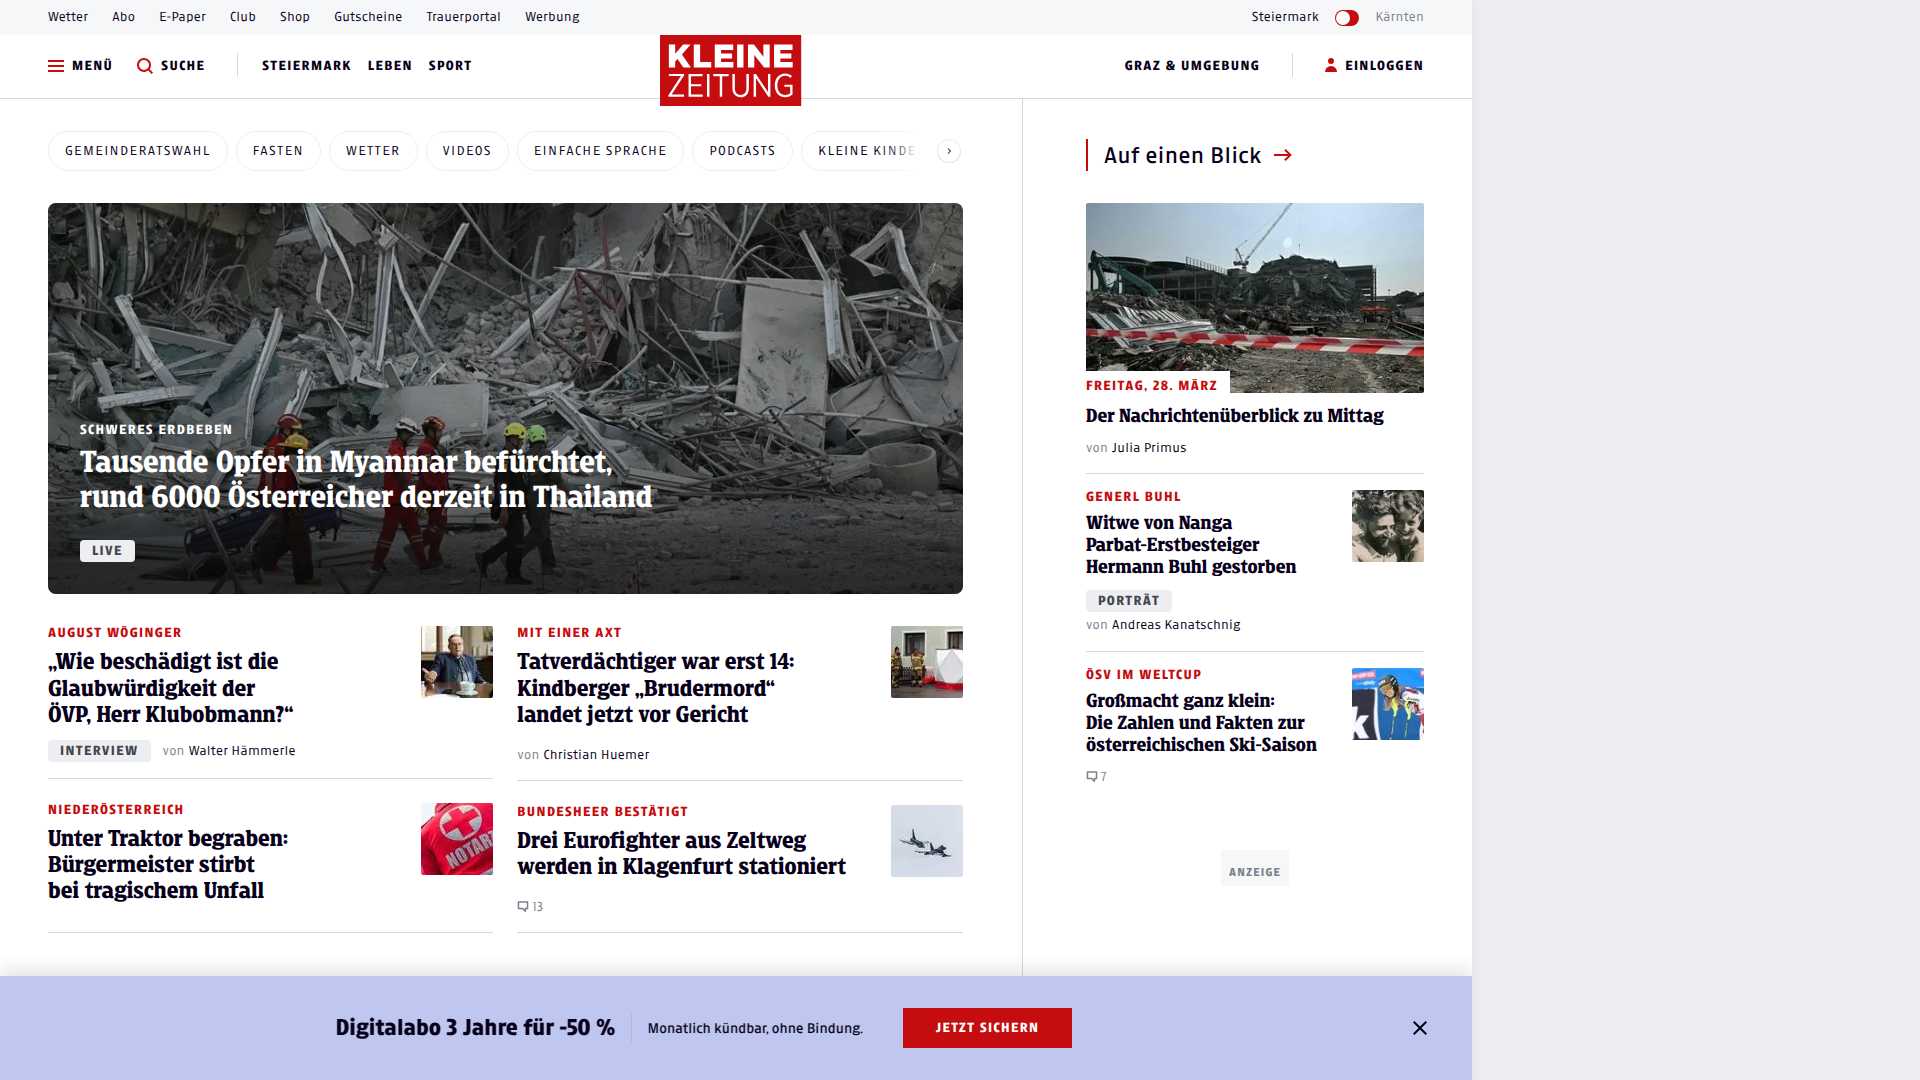 Wetter Abo E-Paper Club Shop Gutscheine Trauerportal Werbung Steiermark Kärnten
MENÜ SUCHE STEIERMARK LEBEN SPORT
KLEINE
ZEITUNG
GRAZ & UMGEBUNG EINLOGGEN
GEMEINDERATSWAHL FASTEN WETTER VIDEOS EINFACHE SPRACHE PODCASTS KLEINE KINDE
SCHWERES ERDBEBEN
Tausende Opfer in Myanmar befürchtet,
rund 6000 Österreicher derzeit in Thailand
LIVE
AUGUST WÖGINGER
„Wie beschädigt ist die
Glaubwürdigkeit der
ÖVP, Herr Klubobmann?“
INTERVIEW von Walter Hämmerle
MIT EINER AXT
Tatverdächtiger war erst 14:
Kindberger „Brudermord“
landet jetzt vor Gericht
von Christian Huemer
NIEDERÖSTERREICH
Unter Traktor begraben:
Bürgermeister stirbt
bei tragischem Unfall
NOTAR
BUNDESHEER BESTÄTIGT
Drei Eurofighter aus Zeltweg
werden in Klagenfurt stationiert
13
Auf einen Blick
FREITAG, 28. MÄRZ
Der Nachrichtenüberblick zu Mittag
von Julia Primus
GENERL BUHL
Witwe von Nanga
Parbat-Erstbesteiger
Hermann Buhl gestorben
PORTRÄT
von Andreas Kanatschnig
ÖSV IM WELTCUP
Großmacht ganz klein:
Die Zahlen und Fakten zur
österreichischen Ski-Saison
7
ANZEIGE
Digitalabo 3 Jahre für -50 % Monatlich kündbar, ohne Bindung. JETZT SICHERN